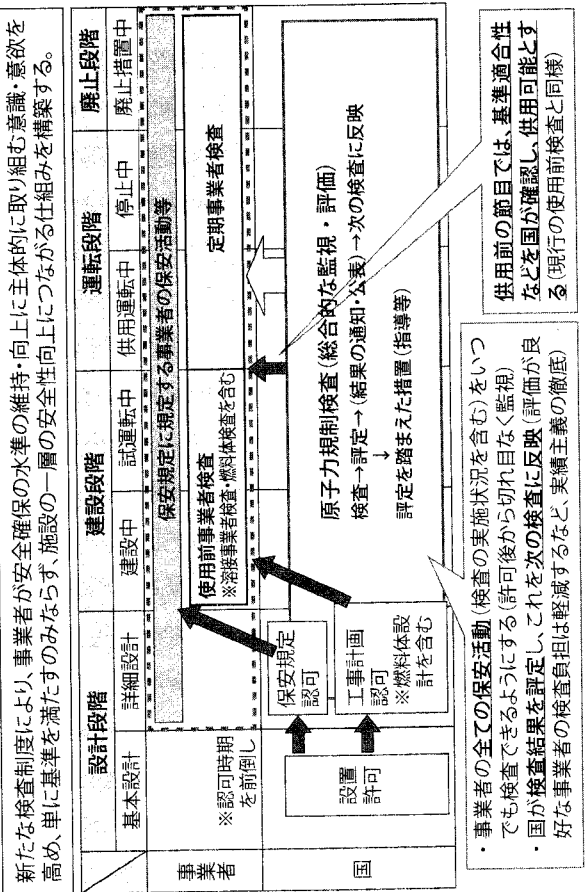 新たな検査制度により、事業者が安全確保の水準の維持・向上に主体的に取り組む意識・意欲を
高め、単に基準を満たすのみならず、施設の一層の安全性向上につながる仕組みを構築する。
設計段階
建設段階
運転段階
廃止段階
基本設計
詳細設計
建設中
試運転中
供用運転中
停止中
廃止措置中
事業者
※認可時期
を前倒し
保安規定に規定する事業者の保安活動等
使用前事業者検査
※溶接事業者検査・燃料体検査を含む
定期事業者検査
国
設置
許可
保安規定
認可
工事計画
認可
※燃料体設
計を含む
原子力規制検査(総合的な監視・評価)
検査→評定→(結果の通知・公表)→次の検査に反映
↓
評定を踏まえた措置(指導等)
・事業者の全ての保安活動(検査の実施状況を含む)をいつ
でも検査できるようにする(許可後から切れ目なく監視)
・国が検査結果を評定し、これを次の検査に反映(評価が良
好な事業者の検査負担は軽減するなど、実績主義の徹底)
供用前の節目では、基準適合性
などを国が確認し、供用可能とす
る(現行の使用前検査と同様)